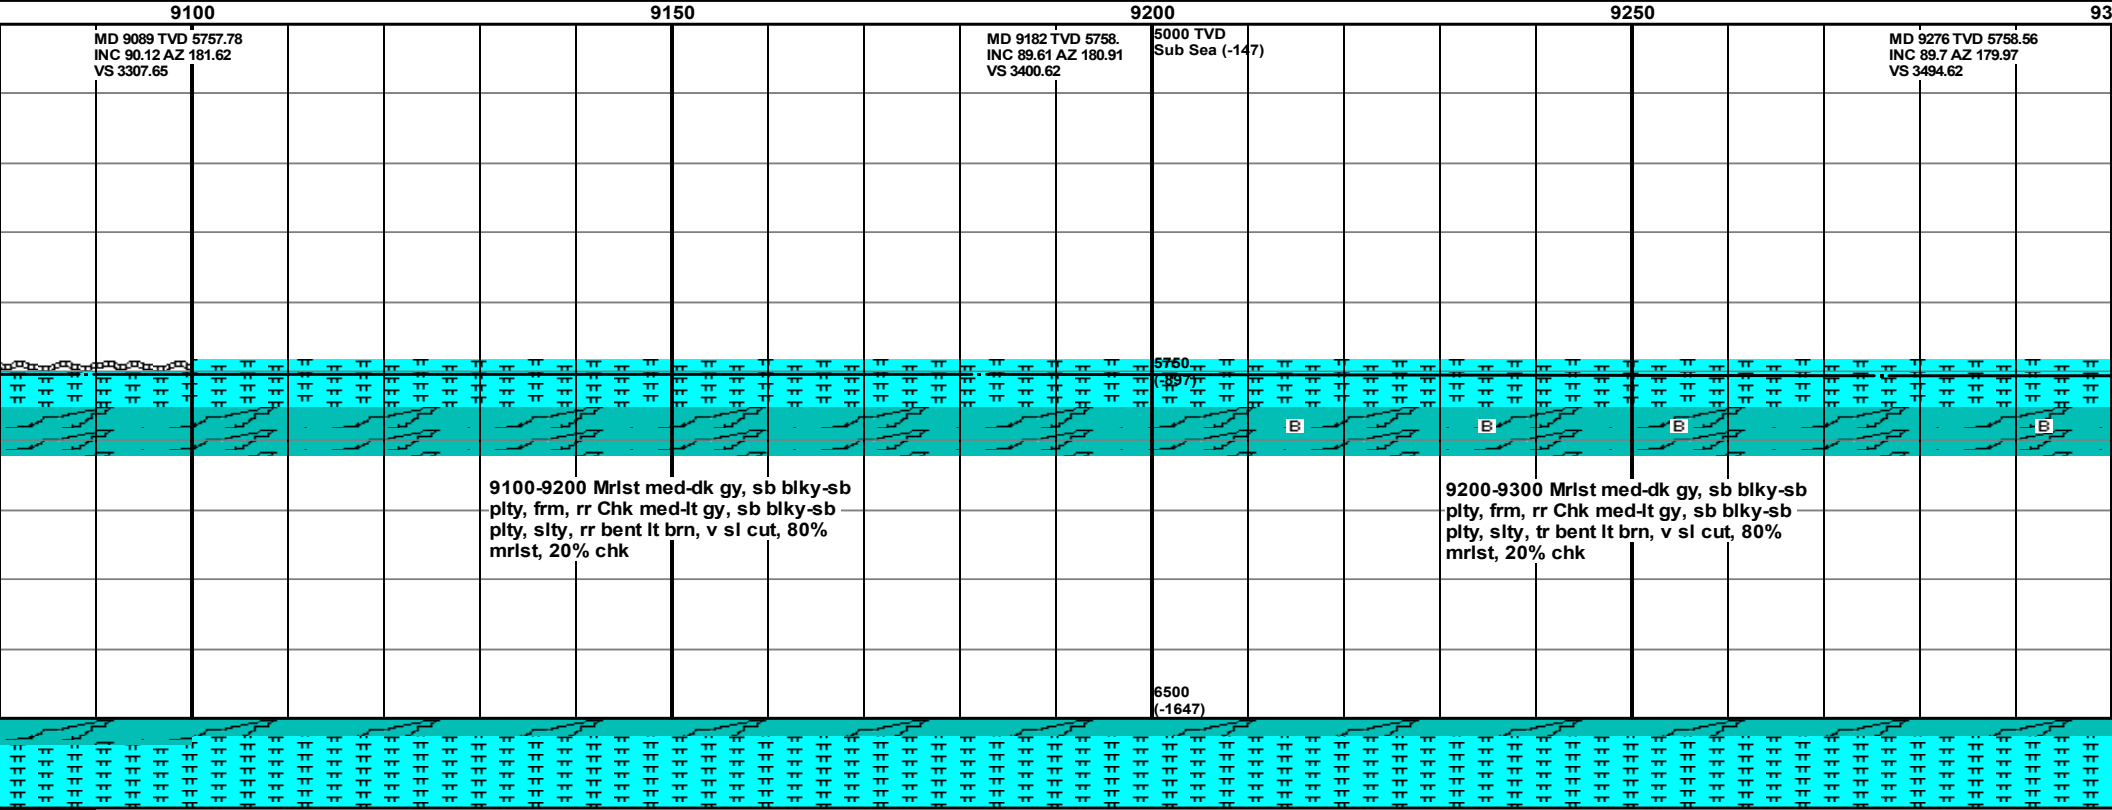 9100
9150
9200
9250
93
MD 9089 TVD 5757.78
INC 90.12 AZ 181.62
VS 3307.65
MD 9182 TVD 5758.
INC 89.61 AZ 180.91
VS 3400.62
5000 TVD
Sub Sea (-147)
MD 9276 TVD 5758.56
INC 89.7 AZ 179.97
VS 3494.62
5750
(-897)
B
B
B
B
9100-9200 Mrlst med-dk gy, sb blky-sb
plty, frm, rr Chk med-lt gy, sb blky-sb
plty, slty, rr bent lt brn, v sl cut, 80%
mrlst, 20% chk
9200-9300 Mrlst med-dk gy, sb blky-sb
plty, frm, rr Chk med-lt gy, sb blky-sb
plty, slty, tr bent lt brn, v sl cut, 80%
mrlst, 20% chk
6500
(-1647)